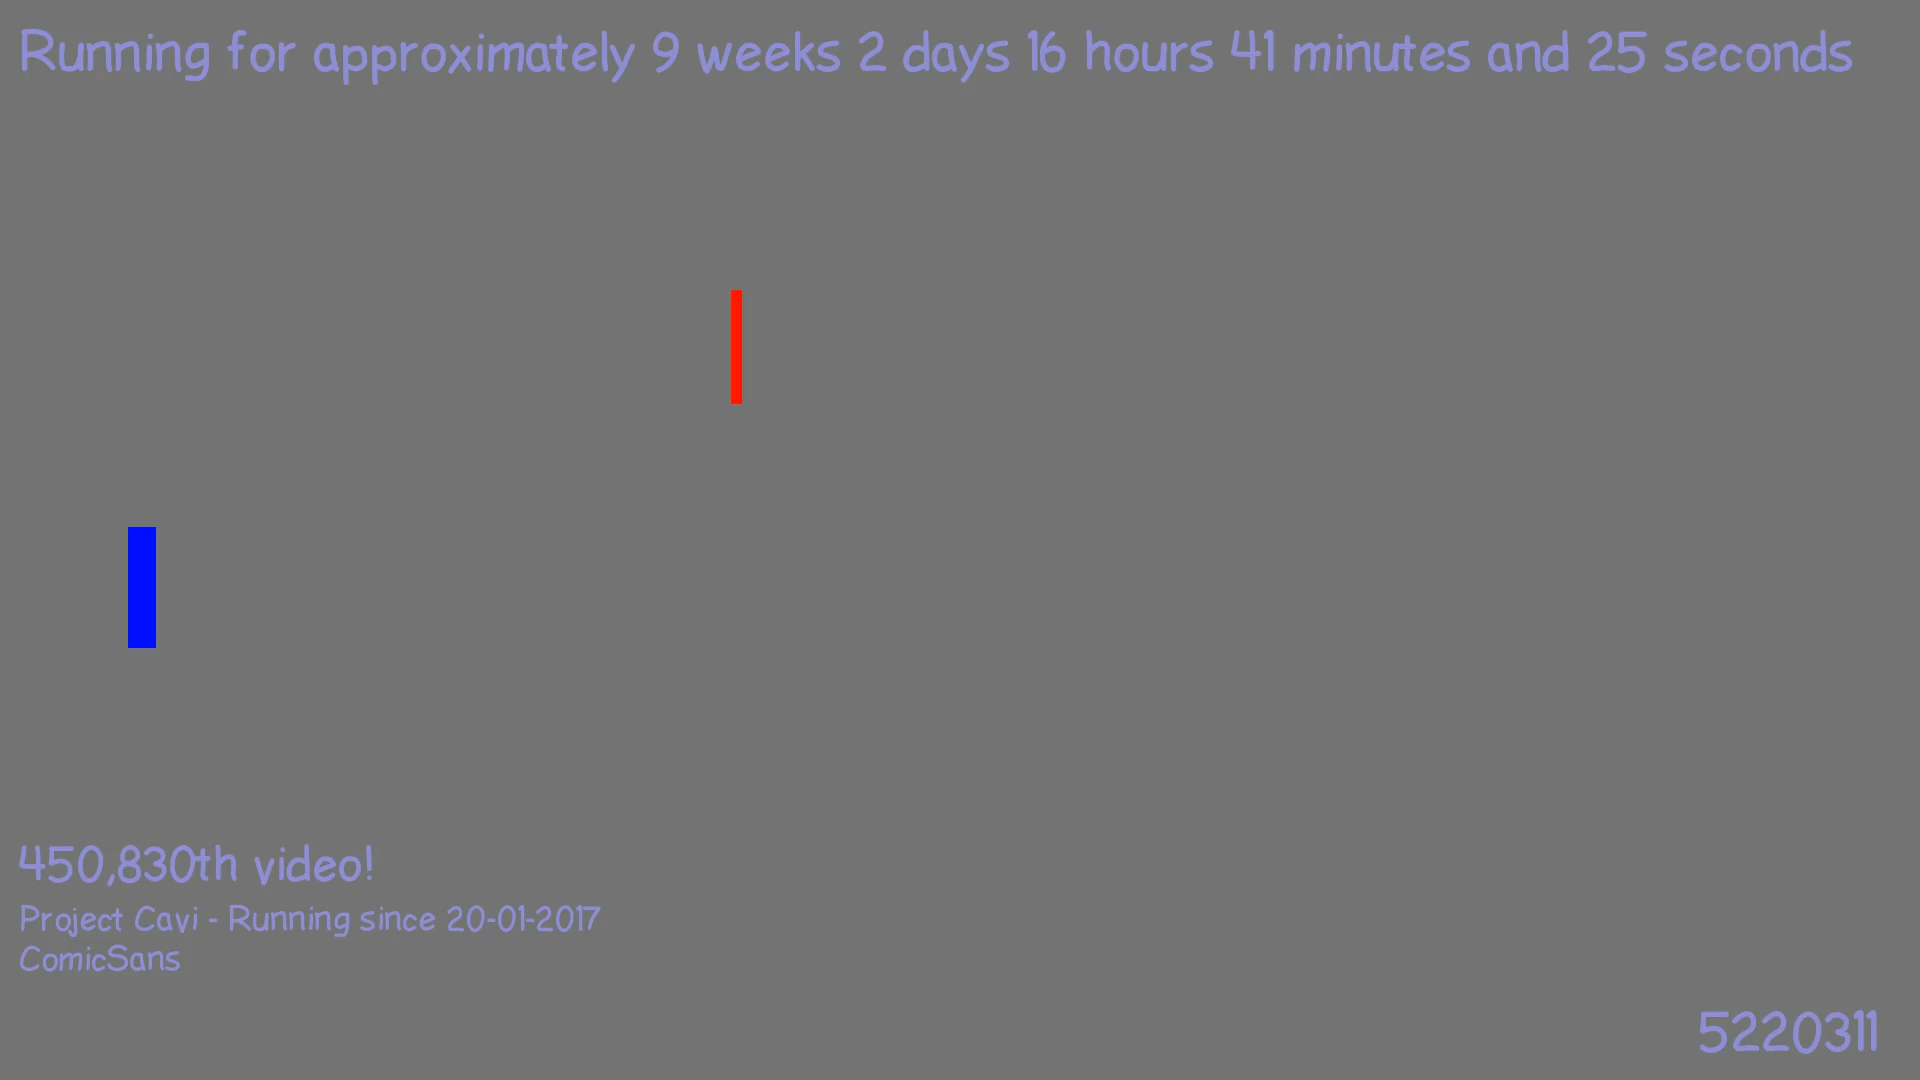 Running for approximately 9 weeks 2 days 16 hours 41 minutes and 25 seconds
450,830th video!
Project Cavi - Running since 20-01-2017
ComicSans
5220311